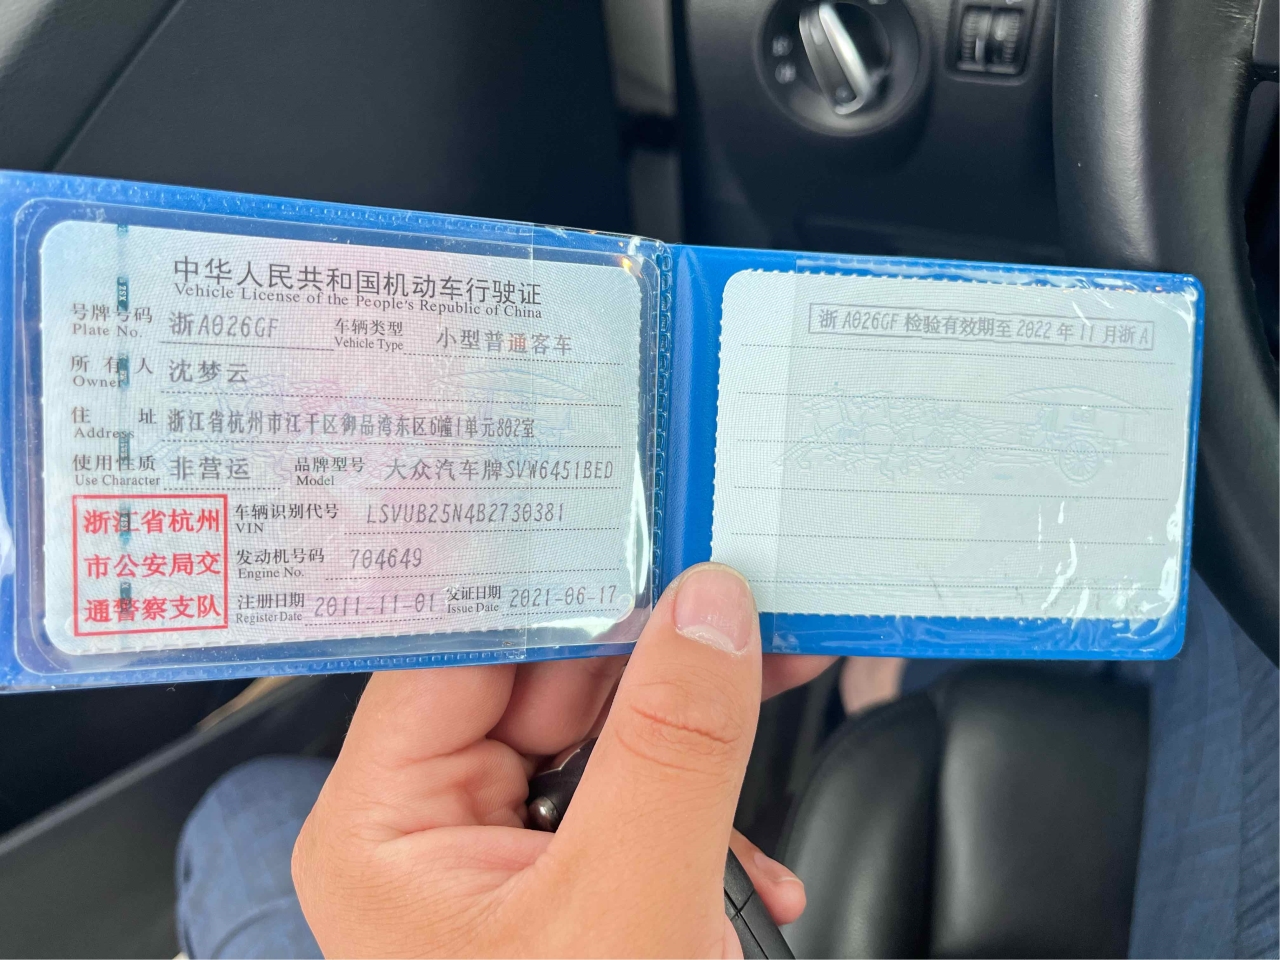 中华人民共和国机动车行驶证
Vehicle License of the People's Republic of China
号牌号码 浙A026GF 车辆类型 小型普通客车
Plate No. Vehicle Type
所有人 沈梦云
Owner
住址 浙江省杭州市江干区御品湾东区6幢1单元802室
Address
使用性质 非营运 品牌型号 大众汽车牌SVW6451BED
Use Character Model
浙江省杭州
市公安局交
通警察支队
车辆识别代号 LSVUB25N4B2730381
VIN
发动机号码 704649
Engine No.
注册日期 2011-11-01 发证日期 2021-06-17
Register Date Issue Date
浙A026GF检验有效期至2022年11月浙A